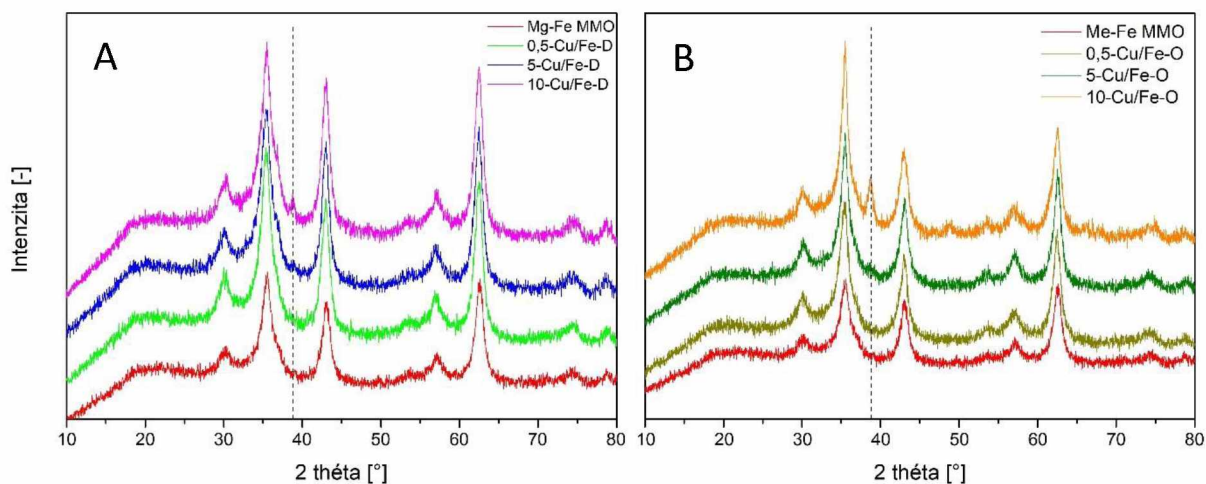 A
Mg-Fe MMO
0,5-Cu/Fe-D
5-Cu/Fe-D
10-Cu/Fe-D
Intenzita [-]
10 20 30 40 50 60 70 80
2 théta [°]
B
Me-Fe MMO
0,5-Cu/Fe-O
5-Cu/Fe-O
10-Cu/Fe-O
10 20 30 40 50 60 70 80
2 théta [°]